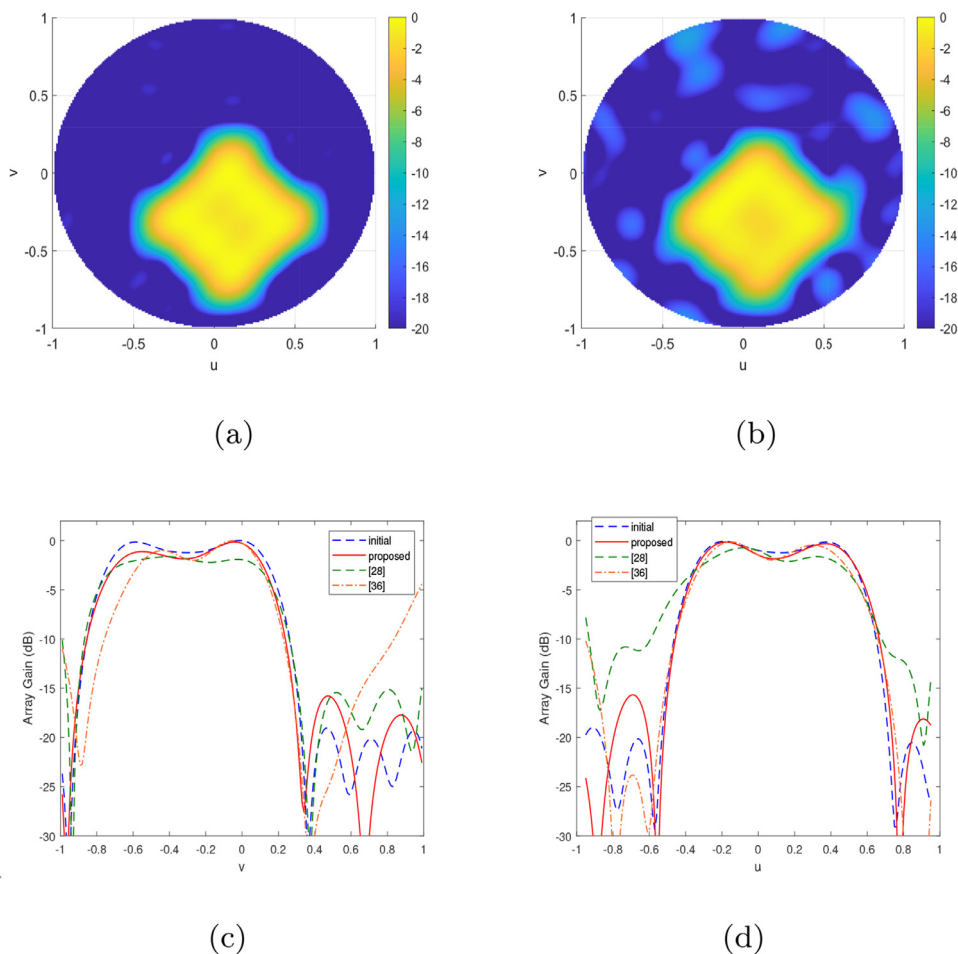 1
0.5
0
-0.5
-1
v
-1 -0.5 0 0.5 1
u
0
-2
-4
-6
-8
-10
-12
-14
-16
-18
-20
(a)
1
0.5
0
-0.5
-1
v
-1 -0.5 0 0.5 1
u
0
-2
-4
-6
-8
-10
-12
-14
-16
-18
-20
(b)
Array Gain (dB)
0
-5
-10
-15
-20
-25
-30
-1 -0.8 -0.6 -0.4 -0.2 0 0.2 0.4 0.6 0.8 1
v
initial
proposed
[28]
[36]
(c)
Array Gain (dB)
0
-5
-10
-15
-20
-25
-30
-1 -0.8 -0.6 -0.4 -0.2 0 0.2 0.4 0.6 0.8 1
u
initial
proposed
[28]
[36]
(d)